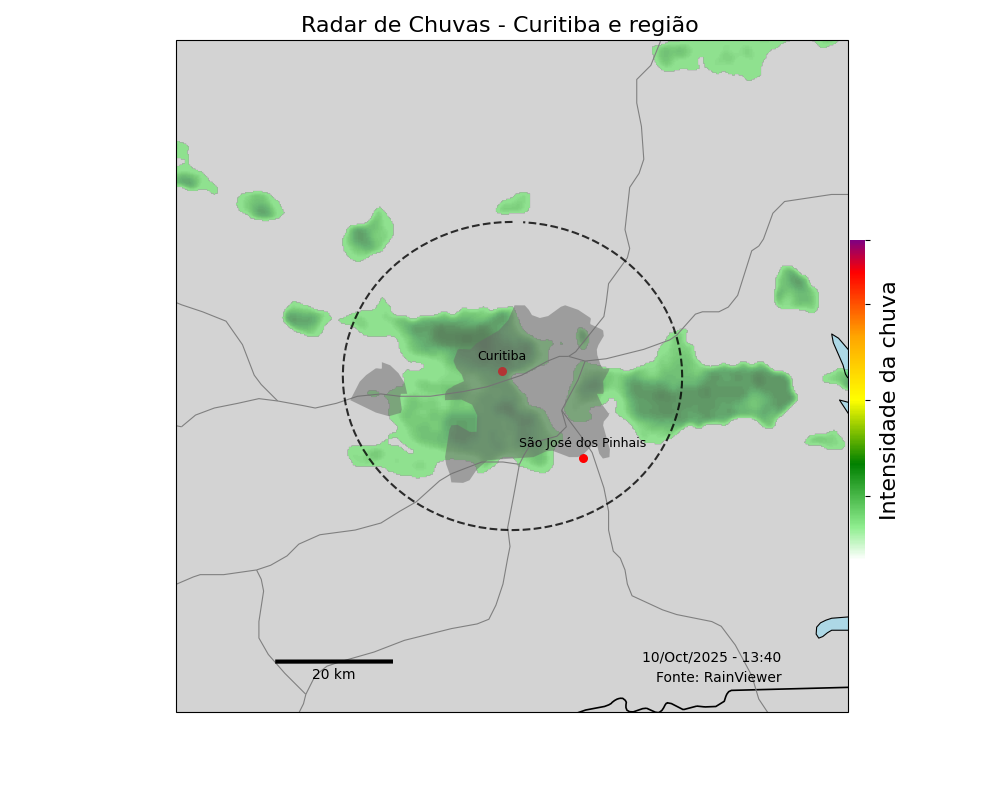 Radar de Chuvas - Curitiba e região
Curitiba
São José dos Pinhais
Intensidade da chuva
10/Oct/2025 - 13:40
Fonte: RainViewer
20 km